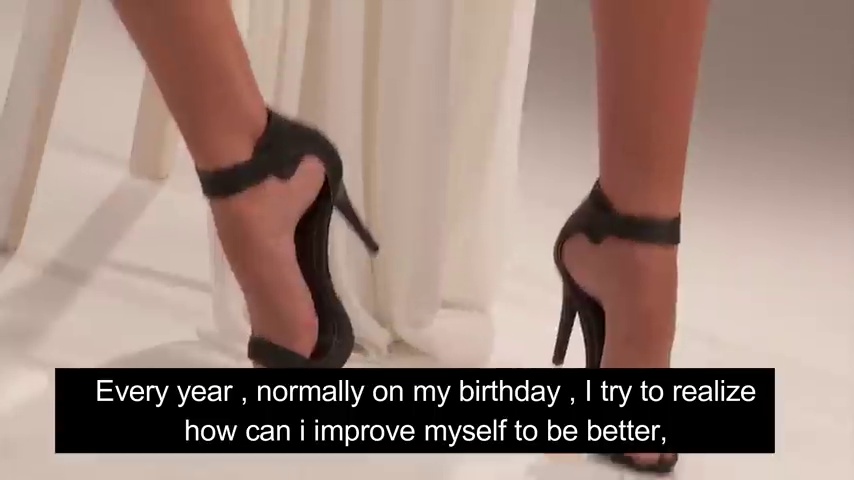 Every year , normally on my birthday , I try to realize
how can i improve myself to be better,